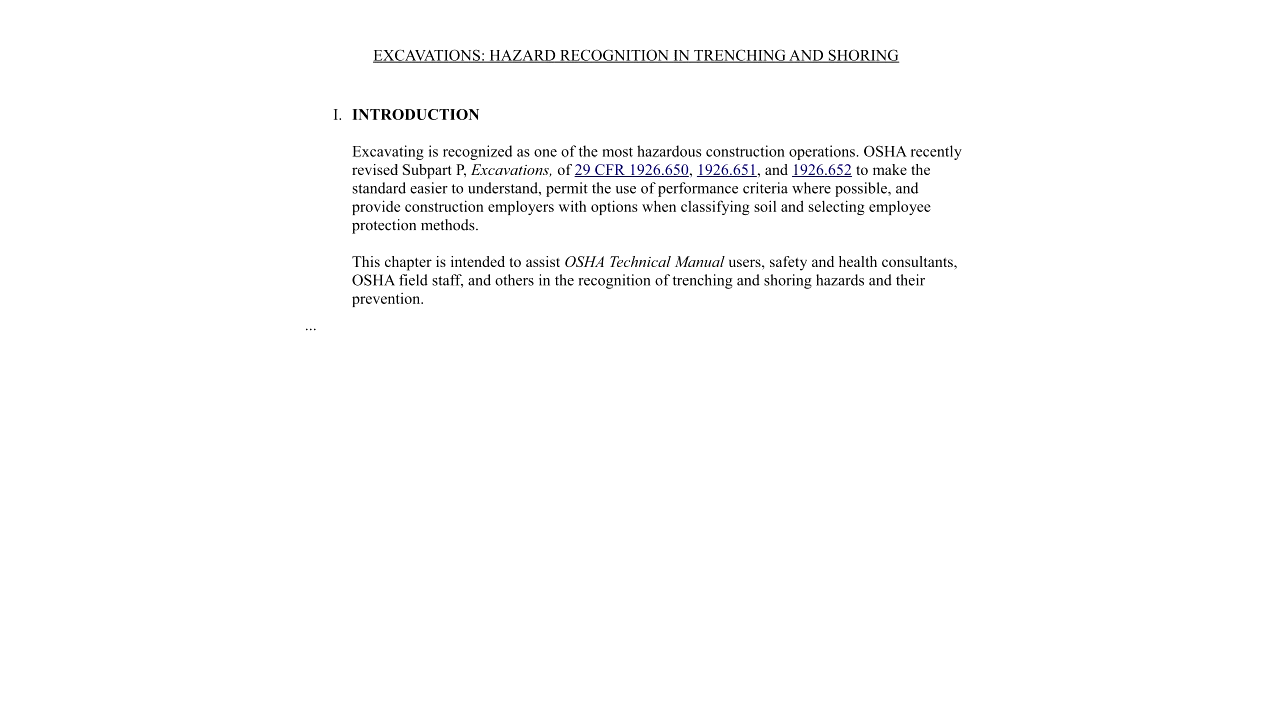 EXCAVATIONS: HAZARD RECOGNITION IN TRENCHING AND SHORING
I. INTRODUCTION
Excavating is recognized as one of the most hazardous construction operations. OSHA recently
revised Subpart P, Excavations, of 29 CFR 1926.650, 1926.651, and 1926.652 to make the
standard easier to understand, permit the use of performance criteria where possible, and
provide construction employers with options when classifying soil and selecting employee
protection methods.
This chapter is intended to assist OSHA Technical Manual users, safety and health consultants,
OSHA field staff, and others in the recognition of trenching and shoring hazards and their
prevention.
...